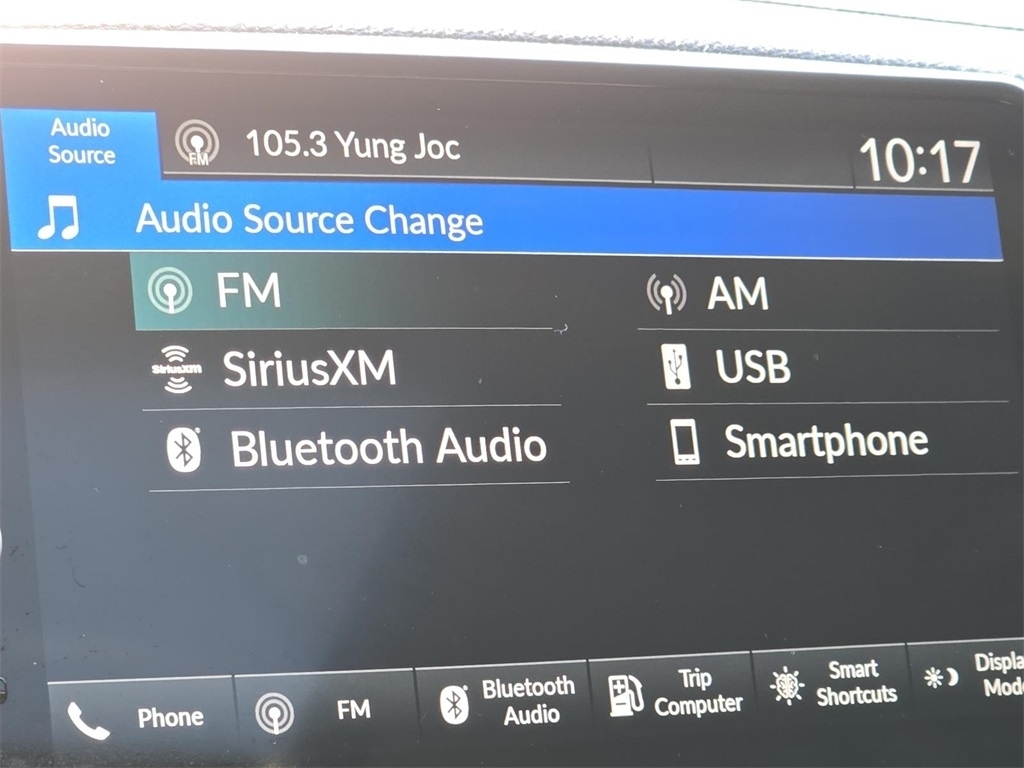 Audio
Source
FM
105.3 Yung Joc
10:17
Audio Source Change
FM
AM
SiriusXM
SiriusXM
USB
Bluetooth Audio
Smartphone
Phone
FM
Bluetooth
Audio
Trip
Computer
Smart
Shortcuts
Displa
Mod